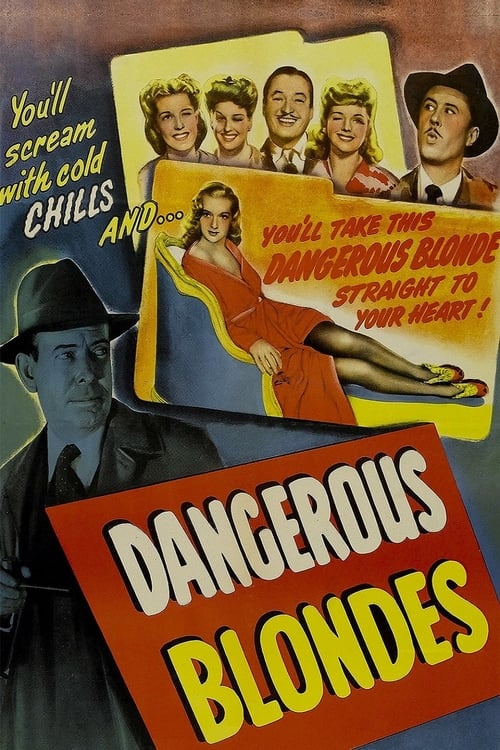 You'll
scream
with cold
CHILLS
AND...
YOU'LL TAKE THIS
DANGEROUS BLONDE
STRAIGHT TO
YOUR HEART!
DANGEROUS
BLONDES